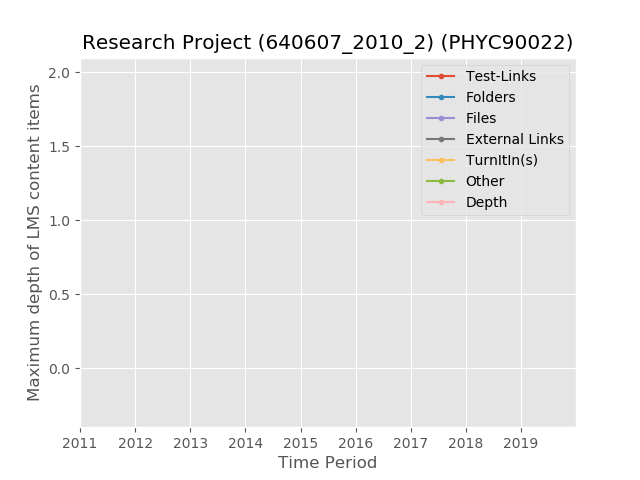 Research Project (640607_2010_2) (PHYC90022)
Maximum depth of LMS content items
2.0
1.5
1.0
0.5
0.0
Test-Links
Folders
Files
External Links
TurnItIn(s)
Other
Depth
2011 2012 2013 2014 2015 2016 2017 2018 2019
Time Period